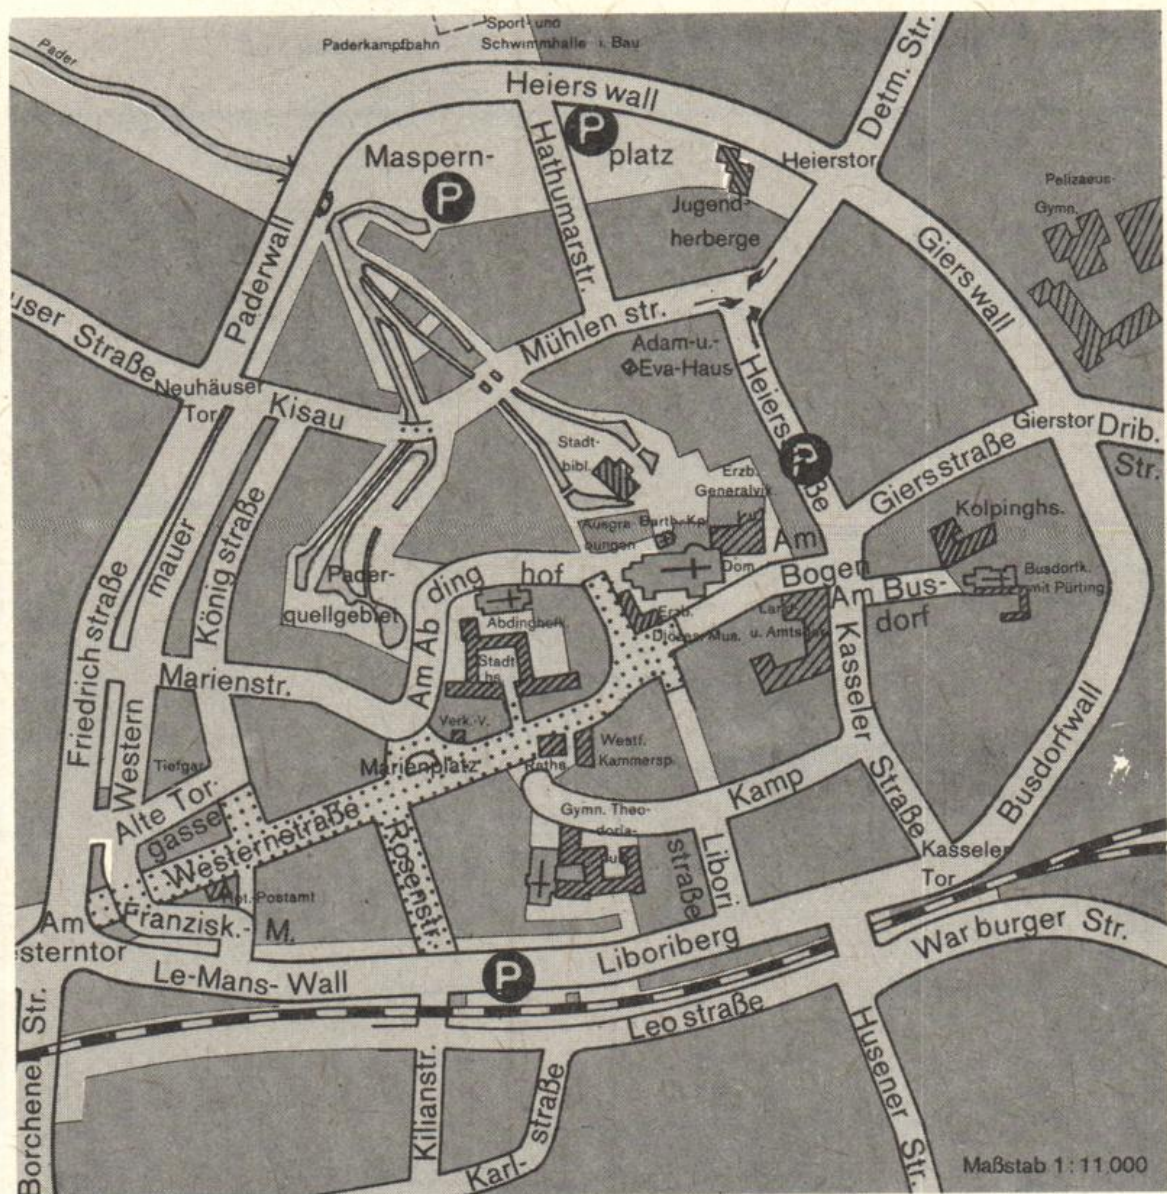 Pader
Paderkampfbahn
Sport- und
Schwimmhalle i. Bau
Heiers wall
Detm. Str.
P
Maspern-
platz
Hathumarstr.
Heierstor
P
Jugend-
herberge
Pelizaeus-
Gymn.
Paderwall
Giers wall
user Straße
Mühlen str.
Adam-u.-
Eva-Haus
Heiersstraße
Neuhäuser
Tor
Kisau
Gierstor
Drib.
Str.
Stadt-
bibl.
P
Erzb.
Generalvik.
Giersstraße
mauer
König straße
Kolpinghs.
Ausgra
bungen
Barth.-Kp.
Am
Bogen
Dom
Pader-
quellgebiet
Am Ab
ding
hof
Abdinghofk.
Erzb.
Diözes. Mus.
Land
u. Amtsger.
Am Bus-
dorf
Busdorfk.
mit Pürting
Friedrich straße
Marienstr.
Stadt
hs.
Kasseler
Straße
Busdorfwall
Western
Verk.-V.
Tiefgar.
Marienplatz
Raths.
Westf.
Kammersp.
Kamp
Alte Tor-
gasse
Westernstraße
Rosenstr.
Gymn. Theo-
doria-
Libori
straße
Kasseler
Tor
Hpt.-Postamt
Am
esterntor
Franzisk.-
M.
Le-Mans-Wall
P
Liboriberg
Warburger Str.
Leo straße
Borchener Str.
Kilianstr.
Karl-
straße
Husener Str.
Maßstab 1 : 11.000